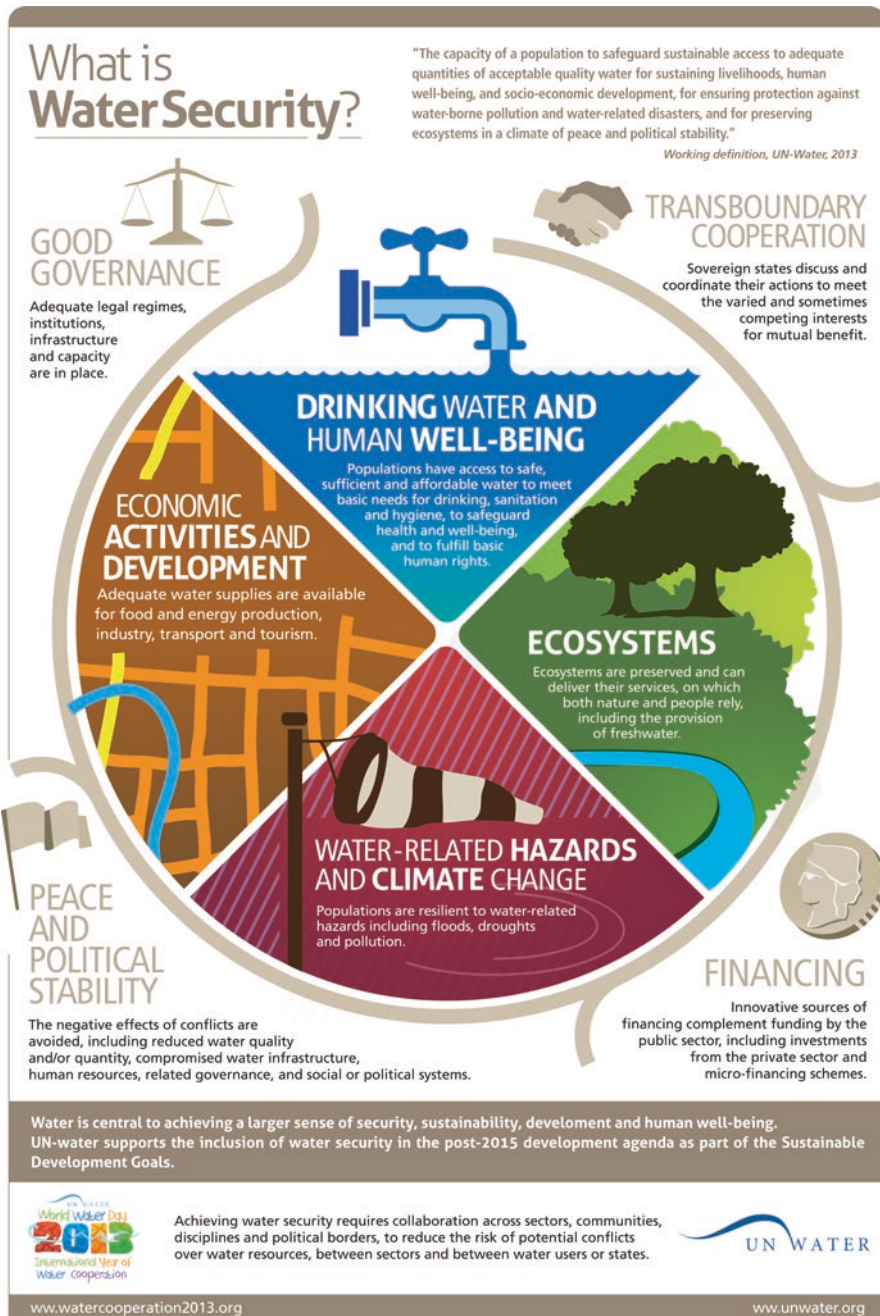 What is
Water Security?
"The capacity of a population to safeguard sustainable access to adequate
quantities of acceptable quality water for sustaining livelihoods, human
well-being, and socio-economic development, for ensuring protection against
water-borne pollution and water-related disasters, and for preserving
ecosystems in a climate of peace and political stability."
Working definition, UN-Water, 2013
GOOD
GOVERNANCE
Adequate legal regimes,
institutions,
infrastructure
and capacity
are in place.
TRANSBOUNDARY
COOPERATION
Sovereign states discuss and
coordinate their actions to meet
the varied and sometimes
competing interests
for mutual benefit.
DRINKING WATER AND
HUMAN WELL-BEING
Populations have access to safe,
sufficient and affordable water to meet
basic needs for drinking, sanitation
and hygiene, to safeguard
health and well-being,
and to fulfill basic
human rights.
ECONOMIC
ACTIVITIES AND
DEVELOPMENT
Adequate water supplies are available
for food and energy production,
industry, transport and tourism.
ECOSYSTEMS
Ecosystems are preserved and can
deliver their services, on which
both nature and people rely,
including the provision
of freshwater.
WATER-RELATED HAZARDS
AND CLIMATE CHANGE
Populations are resilient to water-related
hazards including floods, droughts
and pollution.
PEACE
AND
POLITICAL
STABILITY
The negative effects of conflicts are
avoided, including reduced water quality
and/or quantity, compromised water infrastructure,
human resources, related governance, and social or political systems.
FINANCING
Innovative sources of
financing complement funding by the
public sector, including investments
from the private sector and
micro-financing schemes.
Water is central to achieving a larger sense of security, sustainability, develoment and human well-being.
UN-water supports the inclusion of water security in the post-2015 development agenda as part of the Sustainable
Development Goals.
UN WATER
World Water Day
2013
International Year of
Water Cooperation
Achieving water security requires collaboration across sectors, communities,
disciplines and political borders, to reduce the risk of potential conflicts
over water resources, between sectors and between water users or states.
UN WATER
ww.watercooperation2013.org
ww.unwater.org